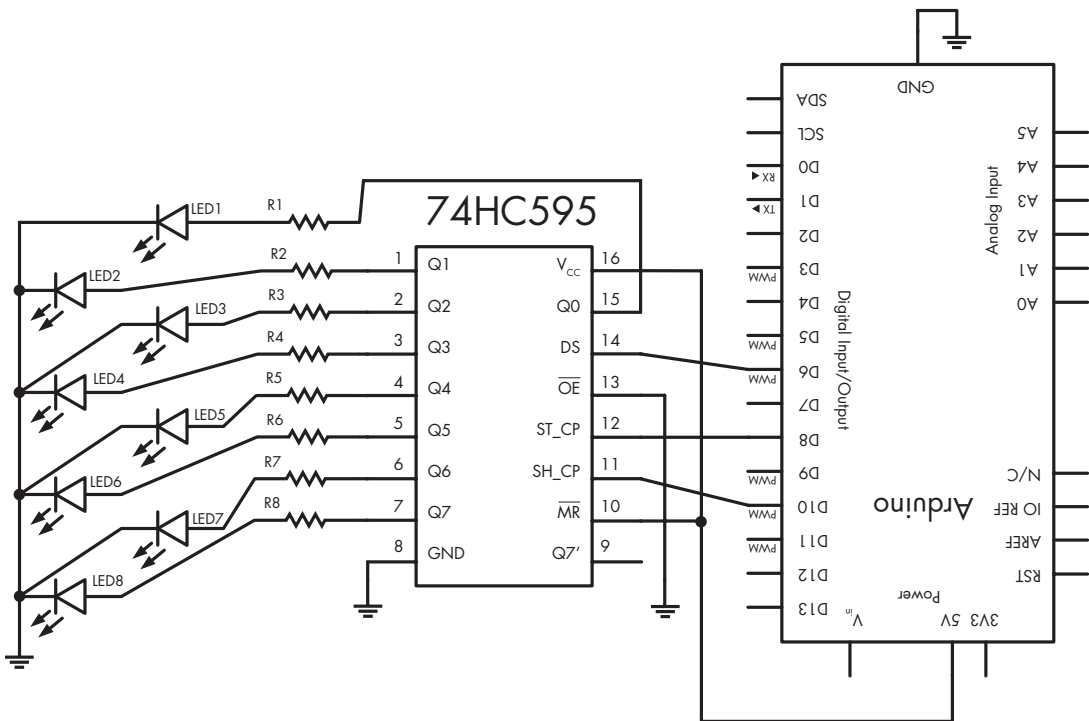 74HC595
LED1
R1
LED2
R2
LED3
R3
LED4
R4
LED5
R5
LED6
R6
LED7
R7
LED8
R8
1 Q1
2 Q2
3 Q3
4 Q4
5 Q5
6 Q6
7 Q7
8 GND
VCC 16
Q0 15
DS 14
OE 13
ST_CP 12
SH_CP 11
MR 10
Q7' 9
GND
SDA
SCL
D0
RX
D1
TX
D2
D3
PWM
D4
D5
PWM
D6
PWM
D7
D8
D9
PWM
D10
PWM
D11
PWM
D12
D13
Digital Input/Output
Arduino
Analog Input
A5
A4
A3
A2
A1
A0
N/C
IO REF
AREF
RST
Power
Vin
5V
3V3